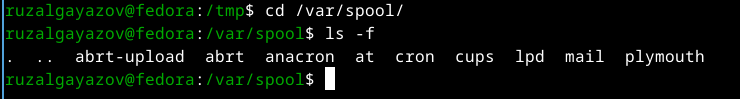 ruzalgayazov@fedora:/tmp$ cd /var/spool/
ruzalgayazov@fedora:/var/spool$ ls -f
.  ..  abrt-upload  abrt  anacron  at  cron  cups  lpd  mail  plymouth
ruzalgayazov@fedora:/var/spool$